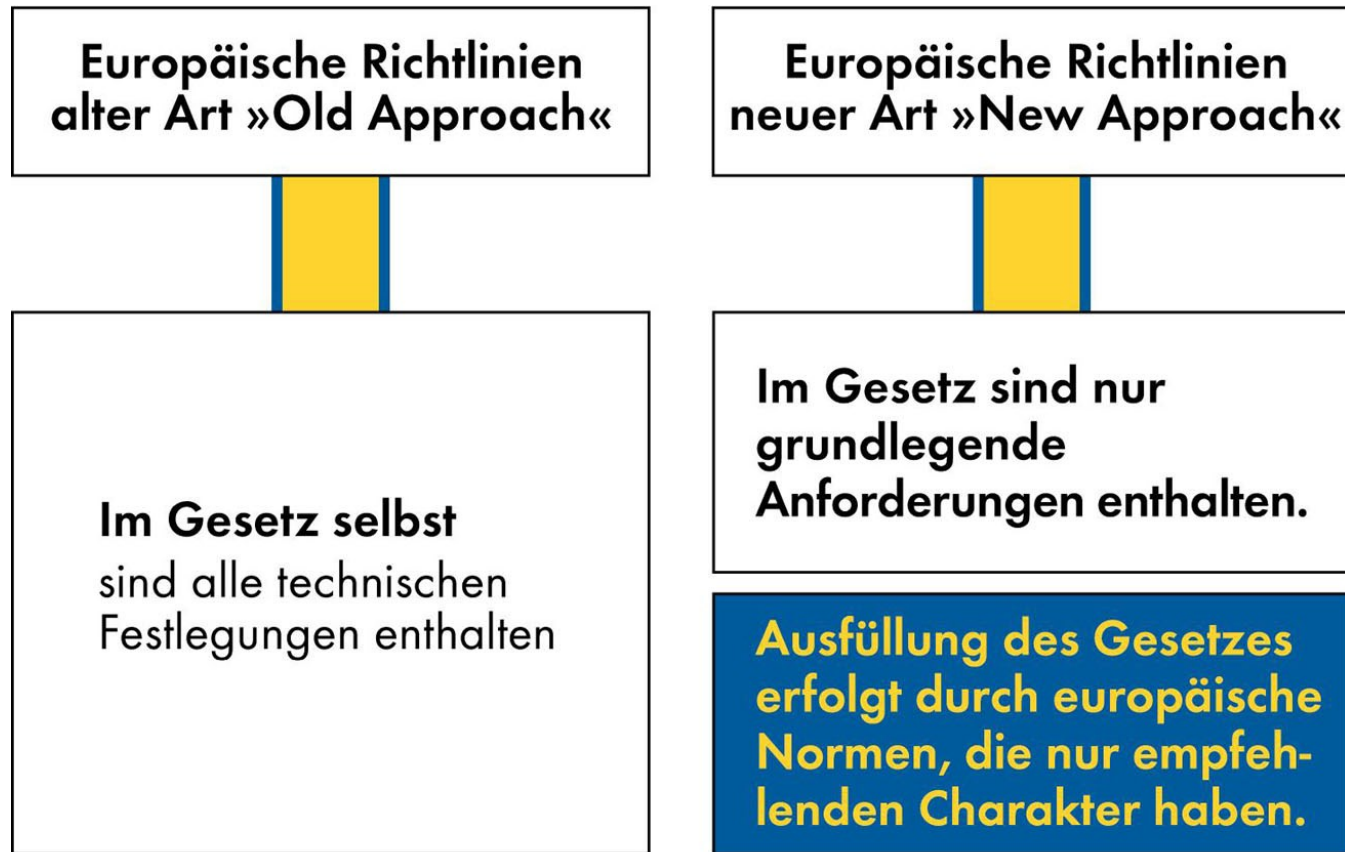 Europäische Richtlinien
alter Art »Old Approach«
Im Gesetz selbst
sind alle technischen
Festlegungen enthalten
Europäische Richtlinien
neuer Art »New Approach«
Im Gesetz sind nur
grundlegende
Anforderungen enthalten.
Ausfüllung des Gesetzes
erfolgt durch europäische
Normen, die nur empfeh-
lenden Charakter haben.